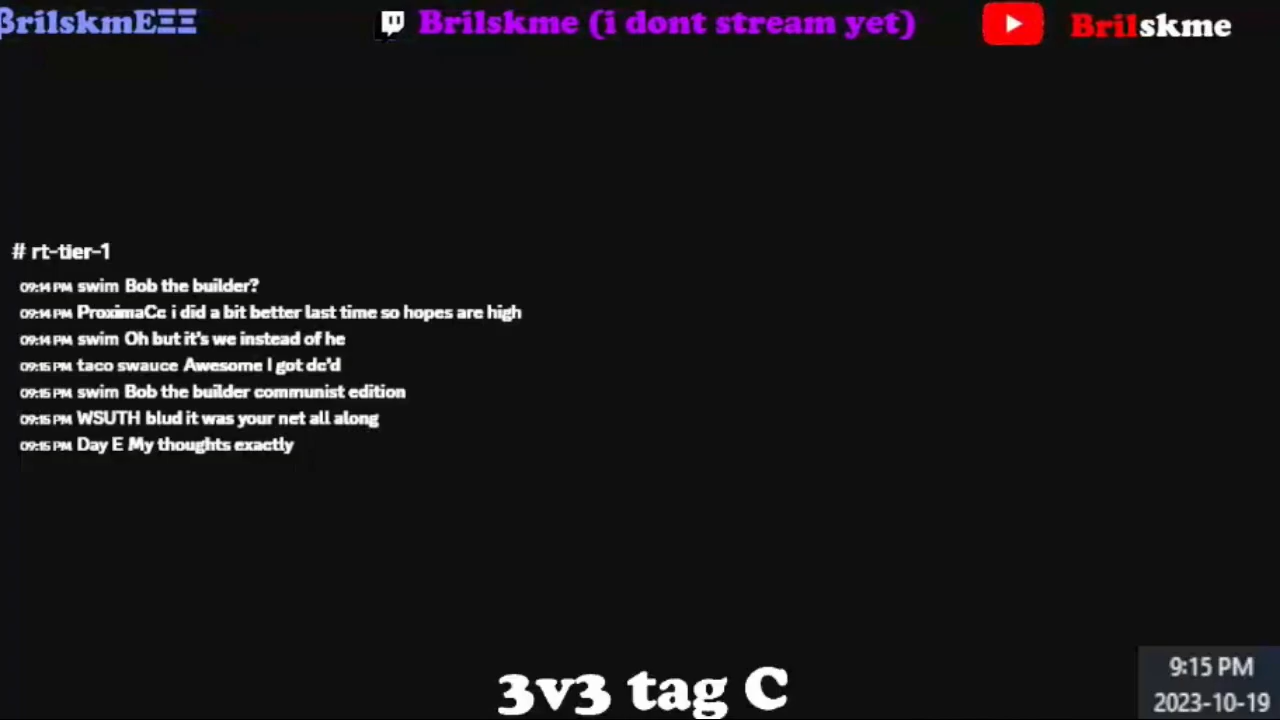 βrilskmEΞΞ
Brilskme (i dont stream yet)
Brilskme
# rt-tier-1
09:14 PM swim Bob the builder?
09:14 PM ProximaCc i did a bit better last time so hopes are high
09:14 PM swim Oh but it's we instead of he
09:15 PM taco swauce Awesome I got dc'd
09:15 PM swim Bob the builder communist edition
09:15 PM WSUTH blud it was your net all along
09:15 PM Day E My thoughts exactly
3v3 tag C
9:15 PM
2023-10-19